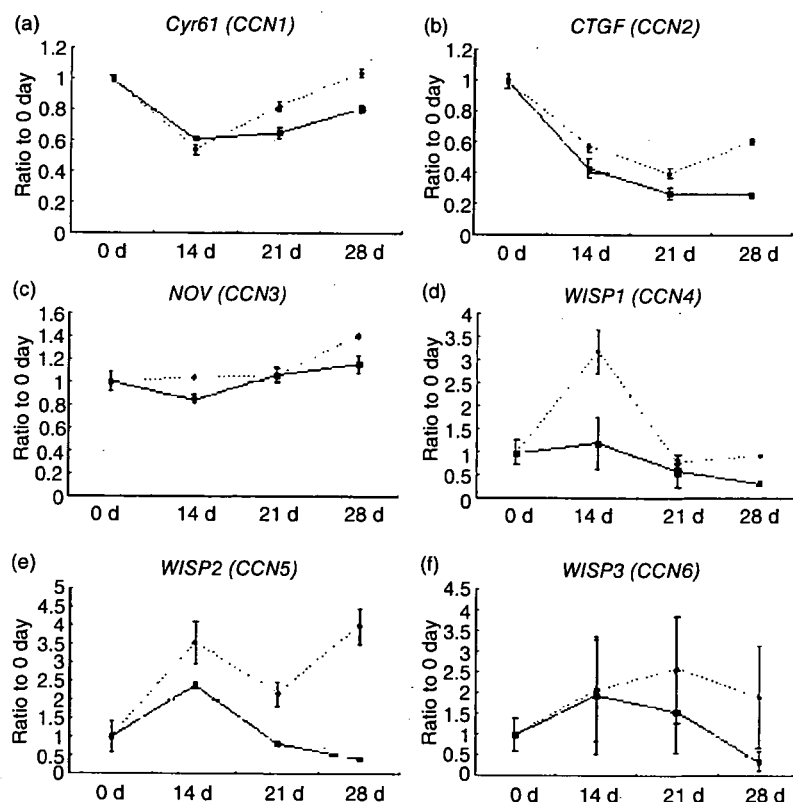 (a)
Cyr61 (CCN1)
Ratio to 0 day
1.2
1
0.8
0.6
0.4
0.2
0
0 d 14 d 21 d 28 d
(b)
CTGF (CCN2)
Ratio to 0 day
1.2
1
0.8
0.6
0.4
0.2
0
0 d 14 d 21 d 28 d
(c)
NOV (CCN3)
Ratio to 0 day
1.6
1.4
1.2
1
0.8
0.6
0.4
0.2
0
0 d 14 d 21 d 28 d
(d)
WISP1 (CCN4)
Ratio to 0 day
4
3.5
3
2.5
2
1.5
1
0.5
0
0 d 14 d 21 d 28 d
(e)
WISP2 (CCN5)
Ratio to 0 day
5
4.5
4
3.5
3
2.5
2
1.5
1
0.5
0
0 d 14 d 21 d 28 d
(f)
WISP3 (CCN6)
Ratio to 0 day
4.5
4
3.5
3
2.5
2
1.5
1
0.5
0
0 d 14 d 21 d 28 d